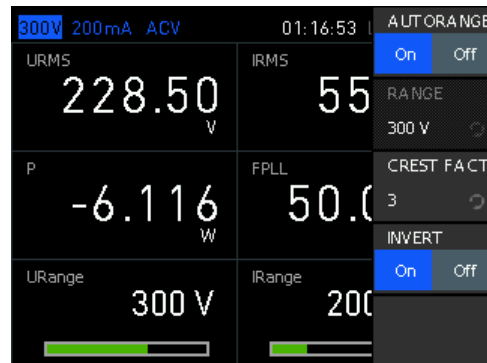 300V 200mA ACV 01:16:53
URMS
228.50
V
IRMS
55
P
-6.116
W
FPLL
50.0
URange
300 V
IRange
200
AUTORANGE
On Off
RANGE
300 V
CREST FACT
3
INVERT
On Off